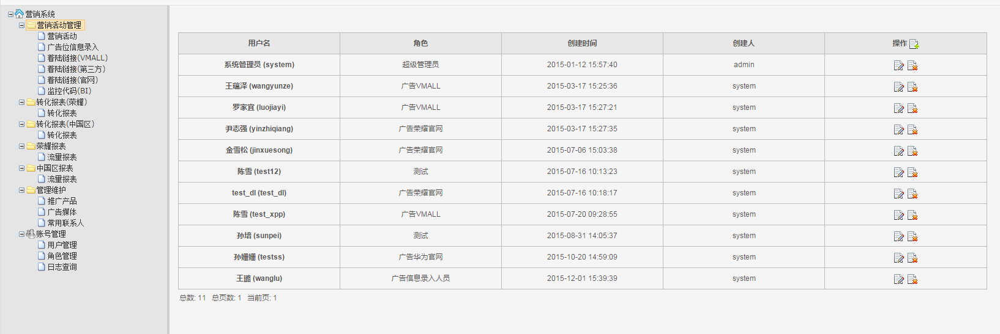 营销系统
营销活动管理
营销活动
广告位信息录入
着陆链接(VMALL)
着陆链接(第三方)
着陆链接(官网)
监控代码(BI)
转化报表(荣耀)
转化报表
转化报表(中国区)
转化报表
荣耀报表
流量报表
中国区报表
流量报表
管理维护
推广产品
广告媒体
常用联系人
账号管理
用户管理
角色管理
日志查询
用户名 角色 创建时间 创建人 操作
系统管理员 (system) 超级管理员 2015-01-12 15:57:40 admin
王蕴泽 (wangyunze) 广告VMALL 2015-03-17 15:25:36 system
罗家宜 (luojiayi) 广告VMALL 2015-03-17 15:27:21 system
尹志强 (yinzhiqiang) 广告荣耀官网 2015-03-17 15:27:35 system
金雪松 (jinxuesong) 广告荣耀官网 2015-07-06 15:03:38 system
陈雪 (test12) 测试 2015-07-16 10:13:23 system
test_dl (test_dl) 广告荣耀官网 2015-07-16 10:18:17 system
陈雪 (test_xpp) 广告VMALL 2015-07-20 09:28:55 system
孙培 (sunpei) 测试 2015-08-31 14:05:37 system
孙姗姗 (testss) 广告华为官网 2015-10-20 14:59:09 system
王璐 (wanglu) 广告信息录入人员 2015-12-01 15:39:39 system
总数: 11 总页数: 1 当前页: 1